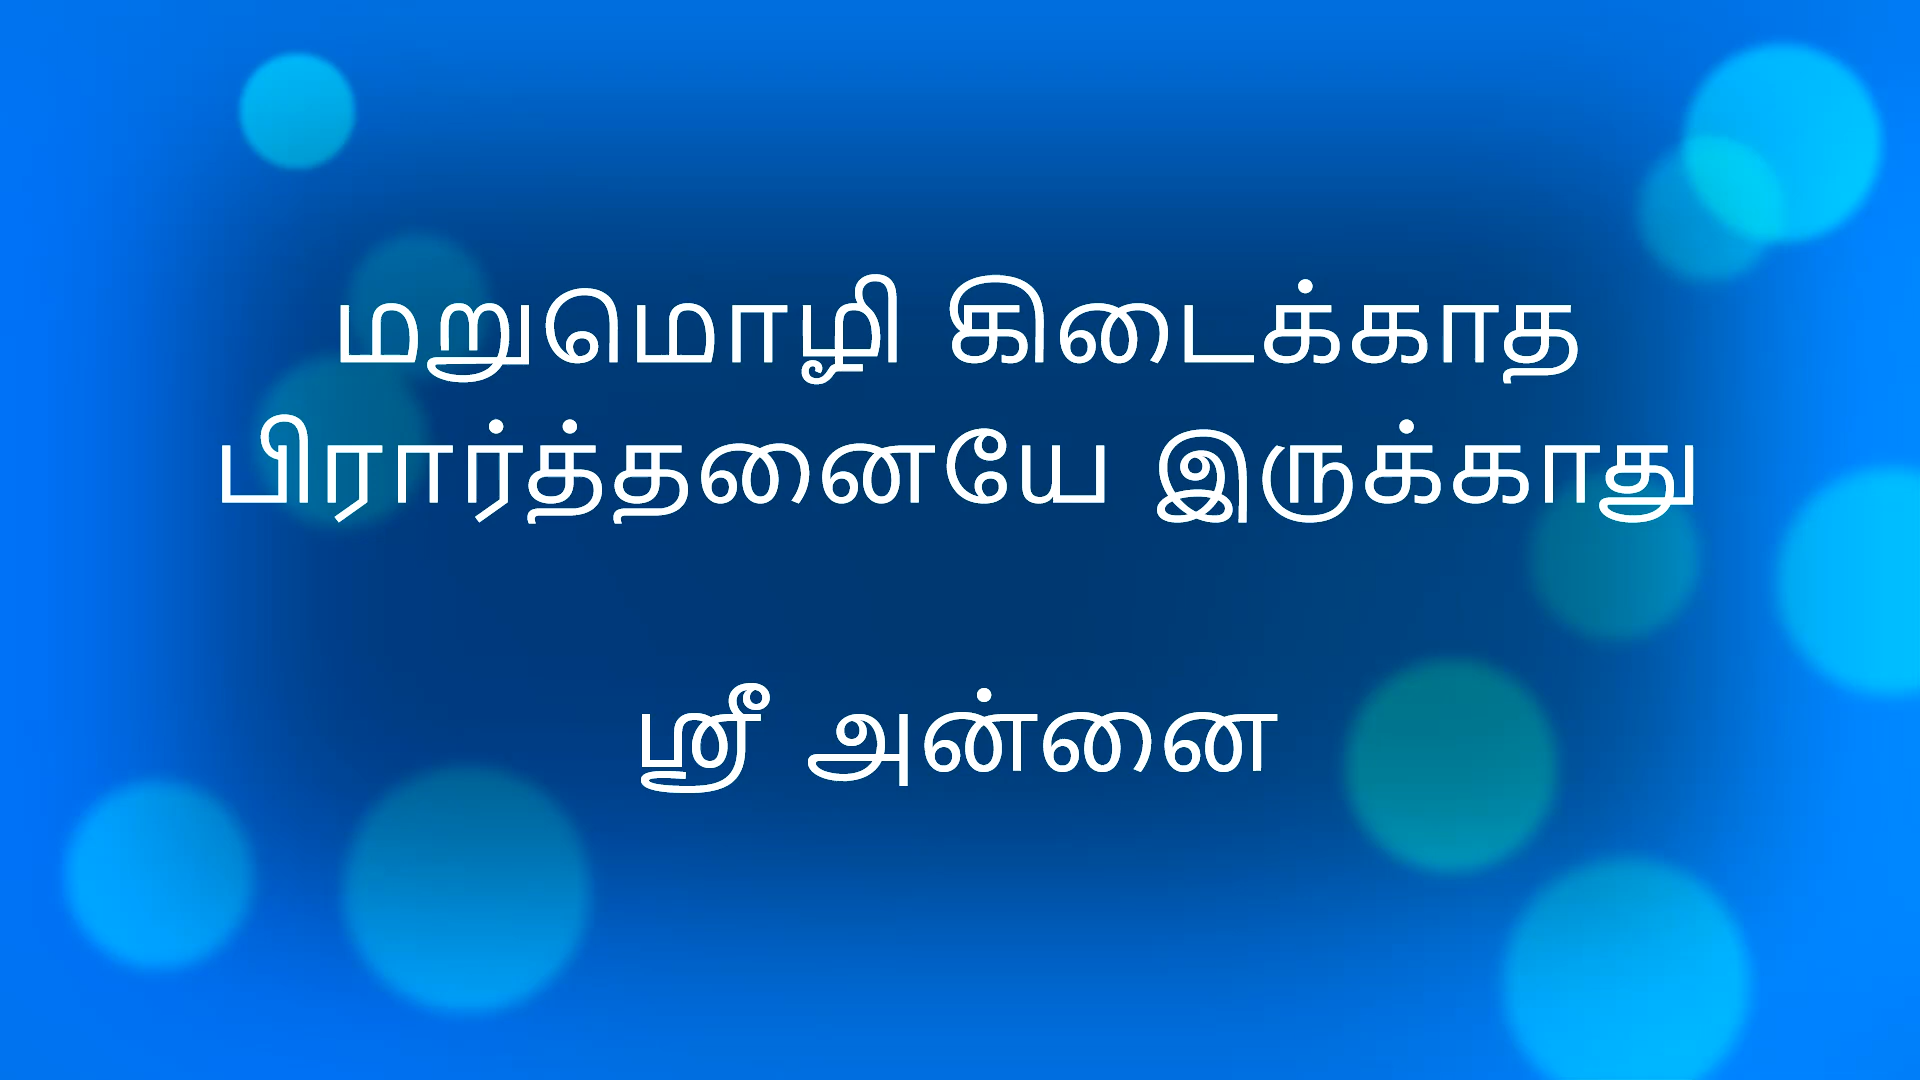 மறுமொழி கிடைக்காத
பிரார்த்தனையே இருக்காது
ஸ்ரீ அன்னை